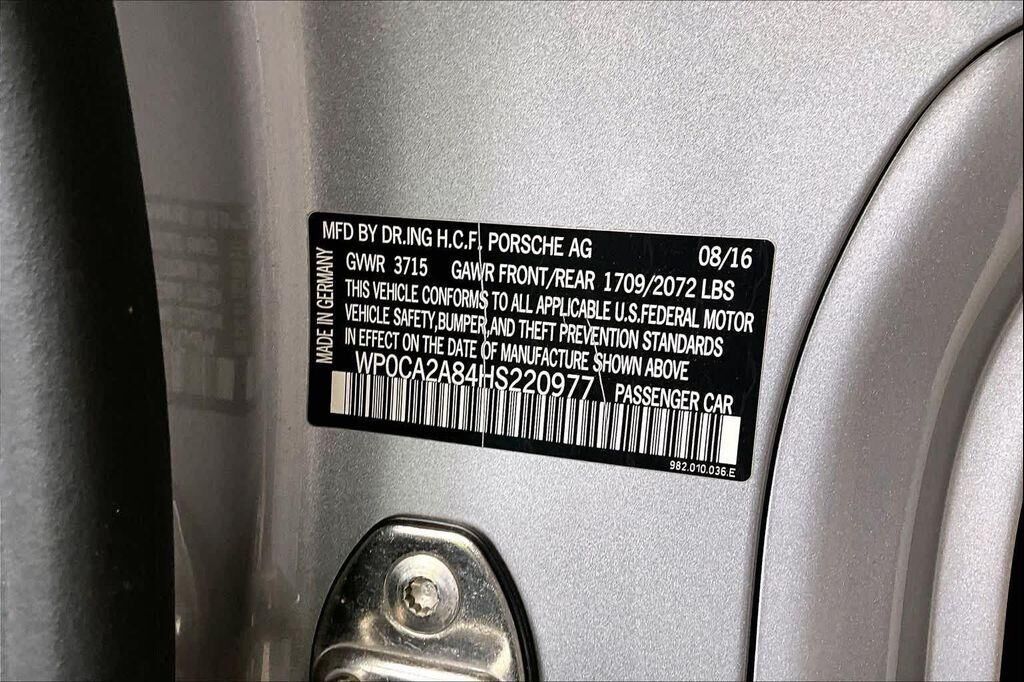 MFD BY DR.ING H.C.F. PORSCHE AG 08/16
GVWR 3715 GAWR FRONT/REAR 1709/2072 LBS
THIS VEHICLE CONFORMS TO ALL APPLICABLE U.S.FEDERAL MOTOR
VEHICLE SAFETY,BUMPER,AND THEFT PREVENTION STANDARDS
IN EFFECT ON THE DATE OF MANUFACTURE SHOWN ABOVE
WP0CA2A84HS220977 PASSENGER CAR
982.010.036.E
MADE IN GERMANY